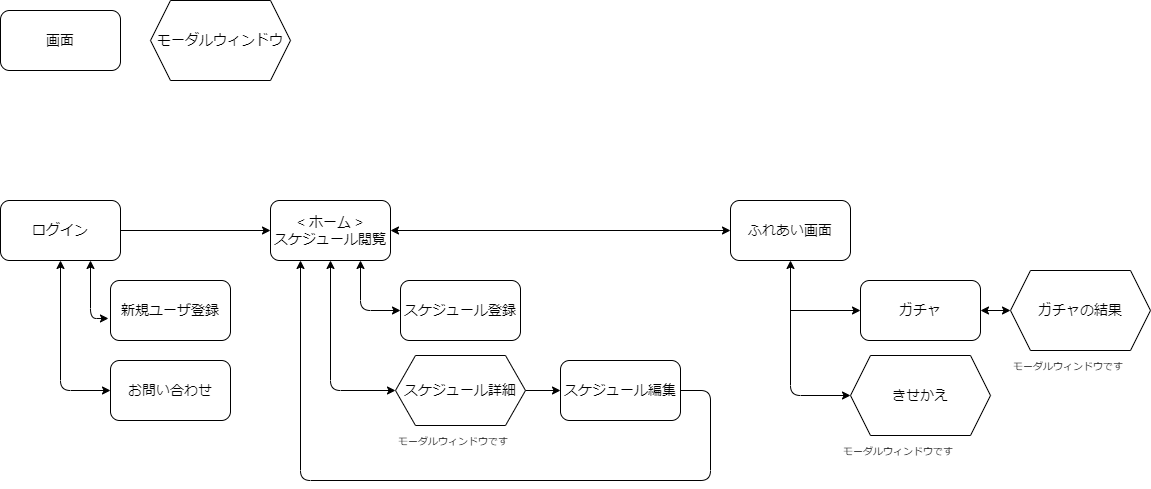 画面
モーダルウィンドウ
ログイン
＜ホーム＞
スケジュール閲覧
ふれあい画面
新規ユーザ登録
スケジュール登録
ガチャ
ガチャの結果
モーダルウィンドウです
お問い合わせ
スケジュール詳細
スケジュール編集
きせかえ
モーダルウィンドウです
モーダルウィンドウです